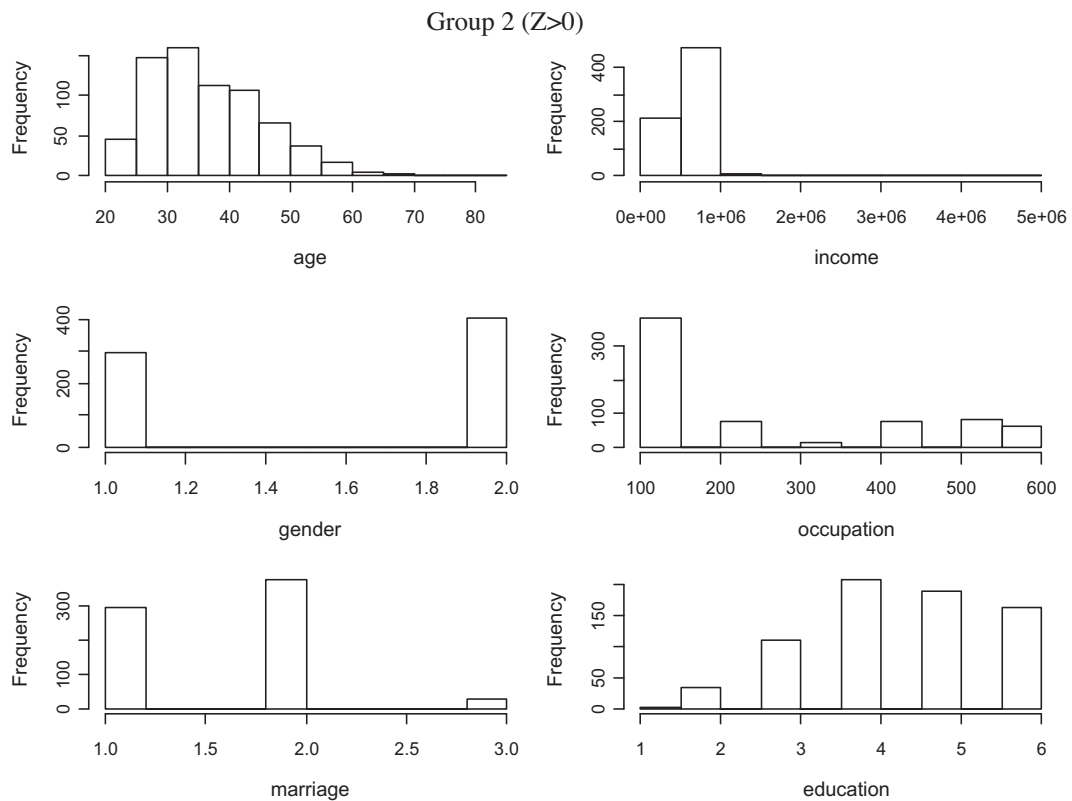 Group 2 (Z>0)
Frequency
0 50 100
20 30 40 50 60 70 80
age
Frequency
0 200 400
0e+00 1e+06 2e+06 3e+06 4e+06 5e+06
income
Frequency
0 200 400
1.0 1.2 1.4 1.6 1.8 2.0
gender
Frequency
0 100 300
100 200 300 400 500 600
occupation
Frequency
0 100 300
1.0 1.5 2.0 2.5 3.0
marriage
Frequency
0 50 150
1 2 3 4 5 6
education